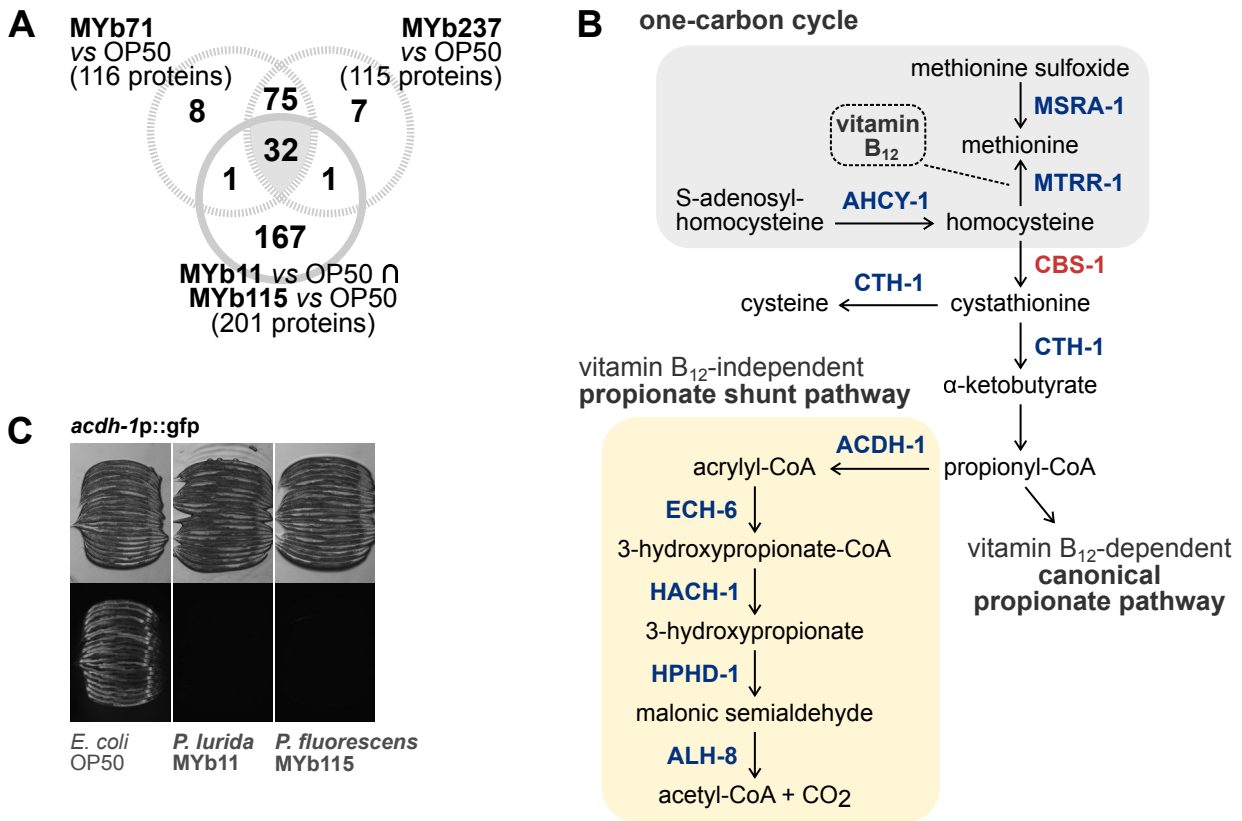 A
MYb71
vs OP50
(116 proteins)
MYb237
vs OP50
(115 proteins)
8
75
7
32
1
1
167
MYb11 vs OP50 ∩
MYb115 vs OP50
(201 proteins)
B
one-carbon cycle
methionine sulfoxide
MSRA-1
vitamin
B12
methionine
MTRR-1
S-adenosyl-
homocysteine
AHCY-1
homocysteine
CBS-1
CTH-1
cysteine
cystathionine
CTH-1
α-ketobutyrate
vitamin B12-independent
propionate shunt pathway
ACDH-1
acrylyl-CoA
propionyl-CoA
ECH-6
3-hydroxypropionate-CoA
vitamin B12-dependent
canonical
propionate pathway
HACH-1
3-hydroxypropionate
HPHD-1
malonic semialdehyde
ALH-8
acetyl-CoA + CO2
C
acdh-1p::gfp
E. coli
OP50
P. lurida
MYb11
P. fluorescens
MYb115